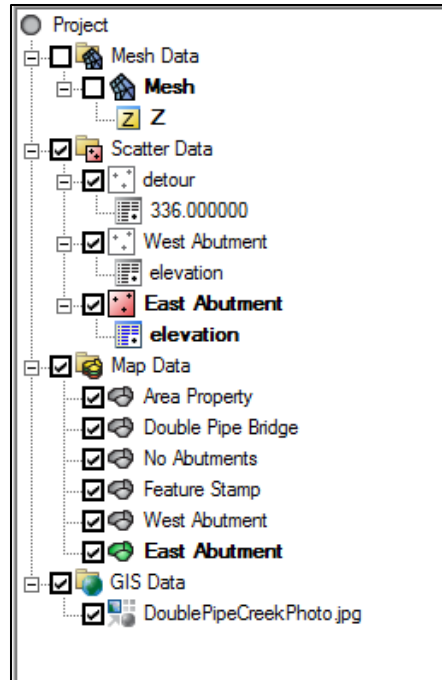 Project
Mesh Data
Mesh
Z Z
Scatter Data
detour
336.000000
West Abutment
elevation
East Abutment
elevation
Map Data
Area Property
Double Pipe Bridge
No Abutments
Feature Stamp
West Abutment
East Abutment
GIS Data
DoublePipeCreekPhoto.jpg